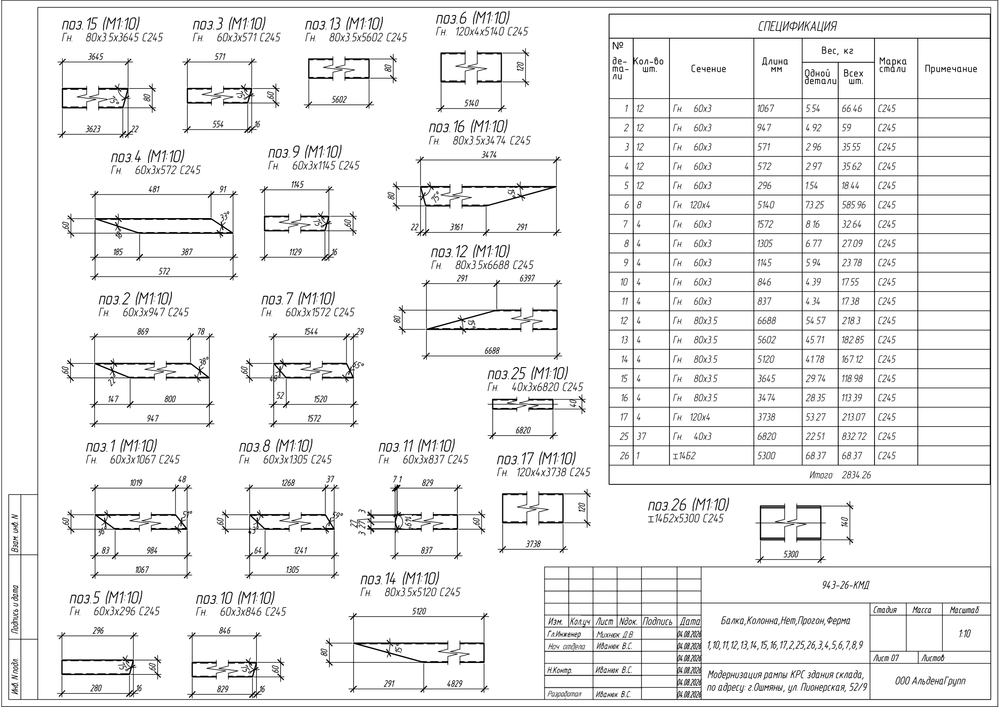 поз.15 (М1:10)
Гн. 80х3.5х3645 С245
3645
75°
80
3623
22
поз.3 (М1:10)
Гн. 60х3х571 С245
571
75°
60
554
16
поз.13 (М1:10)
Гн. 80х3.5х5602 С245
80
5602
поз.6 (М1:10)
Гн. 120х4х5140 С245
120
5140
поз.4 (М1:10)
Гн. 60х3х572 С245
481
91
60
18°
33°
185
387
572
поз.9 (М1:10)
Гн. 60х3х1145 С245
1145
75°
60
1129
16
поз.16 (М1:10)
Гн. 80х3.5х3474 С245
3474
80
75°
15°
22
3161
291
поз.12 (М1:10)
Гн. 80х3.5х6688 С245
291
6397
80
15°
6688
поз.2 (М1:10)
Гн. 60х3х947 С245
869
78
60
22°
38°
147
800
947
поз.7 (М1:10)
Гн. 60х3х1572 С245
1544
29
60
49°
65°
52
1520
1572
поз.25 (М1:10)
Гн. 40х3х6820 С245
40
6820
поз.1 (М1:10)
Гн. 60х3х1067 С245
1019
48
60
36°
51°
83
984
1067
поз.8 (М1:10)
Гн. 60х3х1305 С245
1268
37
60
43°
59°
64
1241
1305
поз.11 (М1:10)
Гн. 60х3х837 С245
7 1
829
3
27
27
3
149°
60
837
поз.17 (М1:10)
Гн. 120х4х3738 С245
120
3738
поз.5 (М1:10)
Гн. 60х3х296 С245
296
75°
60
280
16
поз.10 (М1:10)
Гн. 60х3х846 С245
846
75°
60
829
16
поз.14 (М1:10)
Гн. 80х3.5х5120 С245
5120
80
15°
291
4829
СПЕЦИФИКАЦИЯ
№ де-та-ли Кол-во шт. Сечение Длина мм Вес, кг Марка стали Примечание
Одной детали Всех шт.
1 12 Гн. 60х3 1067 5.54 66.46 С245
2 12 Гн. 60х3 947 4.92 59 С245
3 12 Гн. 60х3 571 2.96 35.55 С245
4 12 Гн. 60х3 572 2.97 35.62 С245
5 12 Гн. 60х3 296 1.54 18.44 С245
6 8 Гн. 120х4 5140 73.25 585.96 С245
7 4 Гн. 60х3 1572 8.16 32.64 С245
8 4 Гн. 60х3 1305 6.77 27.09 С245
9 4 Гн. 60х3 1145 5.94 23.78 С245
10 4 Гн. 60х3 846 4.39 17.55 С245
11 4 Гн. 60х3 837 4.34 17.38 С245
12 4 Гн. 80х3.5 6688 54.57 218.3 С245
13 4 Гн. 80х3.5 5602 45.71 182.85 С245
14 4 Гн. 80х3.5 5120 41.78 167.12 С245
15 4 Гн. 80х3.5 3645 29.74 118.98 С245
16 4 Гн. 80х3.5 3474 28.35 113.39 С245
17 4 Гн. 120х4 3738 53.27 213.07 С245
25 37 Гн. 40х3 6820 22.51 832.72 С245
26 1 ⌶14Б2 5300 68.37 68.37 С245
Итого: 2834.26
поз.26 (М1:10)
⌶14Б2х5300 С245
140
5300
Взам. инв. N
Подпись и дата
Инв. N подл.
943-26-КМД
Изм. Кол.уч Лист Nдок. Подпись Дата
Гл.Инженер Михнюк Д.В. 04.08.2026
Нач. отдела Иванюк В.С. 04.08.2026
04.08.2026
Н.Контр. Иванюк В.С. 04.08.2026
04.08.2026
Разработал Иванюк В.С. 04.08.2026
Балка,Колонна,Нет,Прогон,Ферма
1,10,11,12,13,14,15,16,17,2,25,26,3,4,5,6,7,8,9
Стадия Масса Масштаб
1:10
Лист 07 Листов
Модернизация рампы КРС здания склада,
по адресу: г.Ошмяны, ул. Пионерская, 52/9
ООО АльденаГрупп